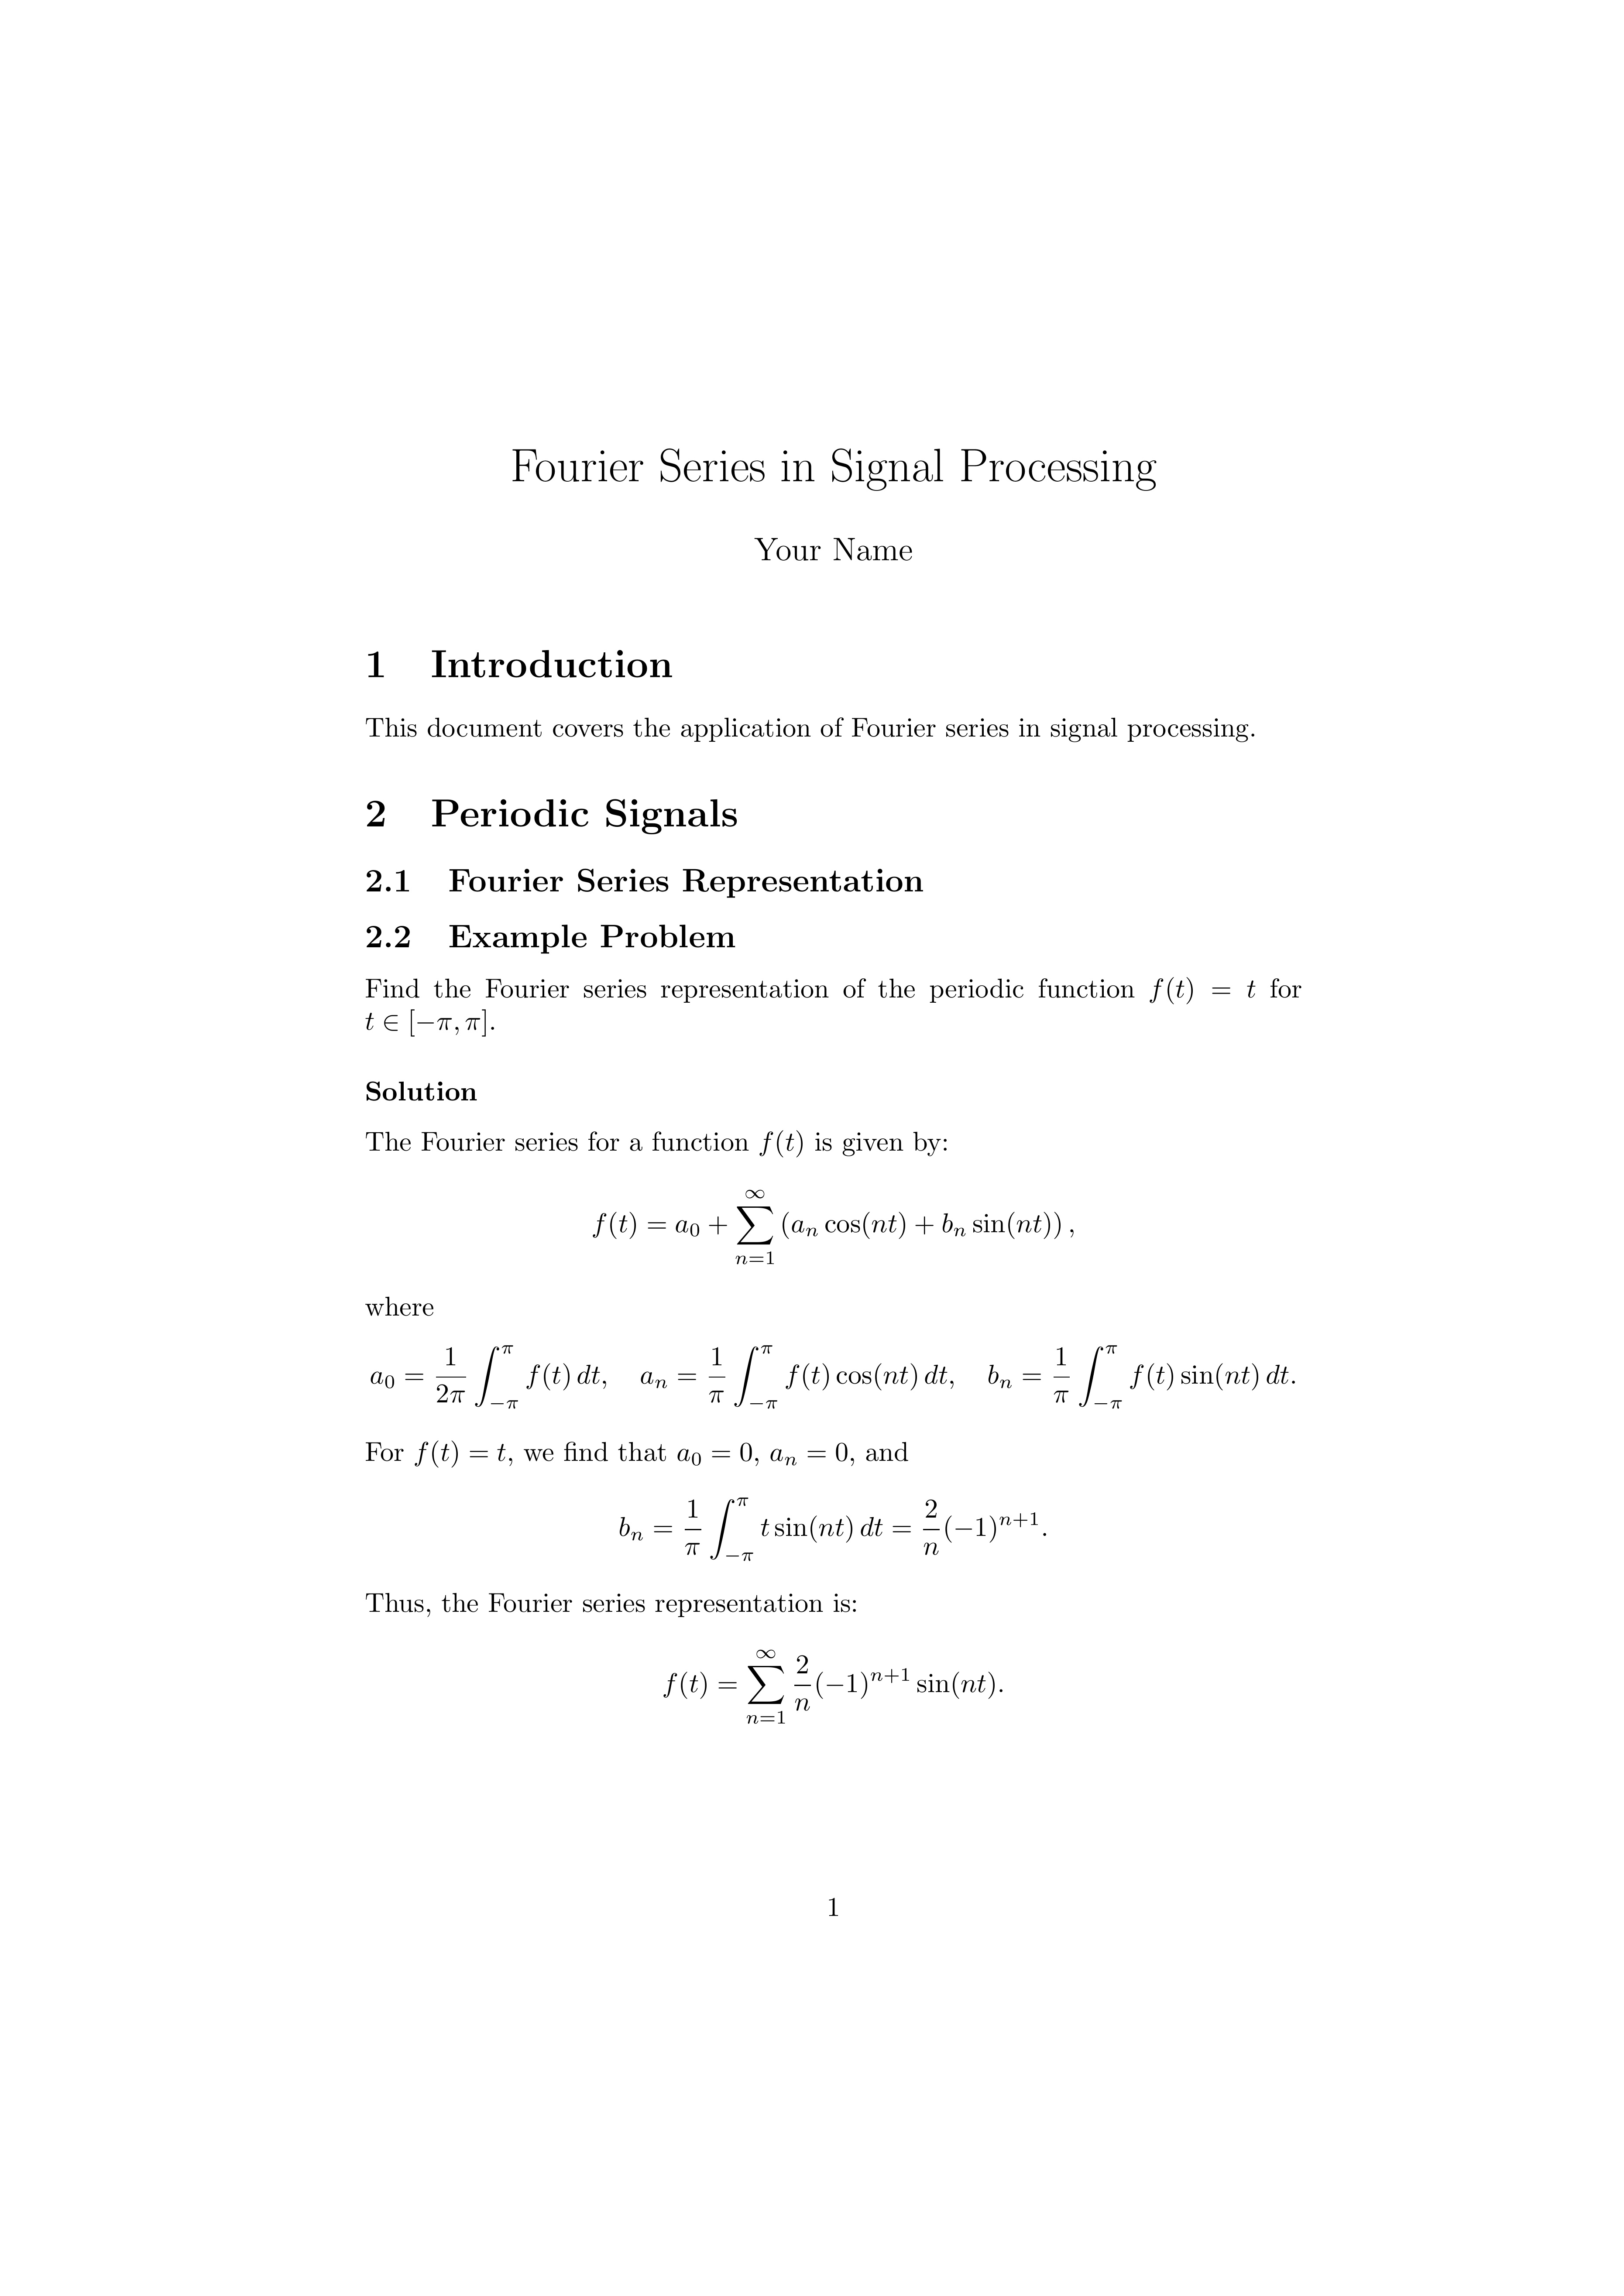 Fourier Series in Signal Processing
Your Name
1 Introduction
This document covers the application of Fourier series in signal processing.
2 Periodic Signals
2.1 Fourier Series Representation
2.2 Example Problem
Find the Fourier series representation of the periodic function $f(t) = t$ for
$t \in [-\pi, \pi]$.
Solution
The Fourier series for a function $f(t)$ is given by:
$f(t) = a_0 + \sum_{n=1}^{\infty} (a_n \cos(nt) + b_n \sin(nt)),$
where
$a_0 = \frac{1}{2\pi} \int_{-\pi}^{\pi} f(t)\,dt, \quad a_n = \frac{1}{\pi} \int_{-\pi}^{\pi} f(t) \cos(nt)\,dt, \quad b_n = \frac{1}{\pi} \int_{-\pi}^{\pi} f(t) \sin(nt)\,dt.$
For $f(t) = t$, we find that $a_0 = 0$, $a_n = 0$, and
$b_n = \frac{1}{\pi} \int_{-\pi}^{\pi} t \sin(nt)\,dt = \frac{2}{n}(-1)^{n+1}.$
Thus, the Fourier series representation is:
$f(t) = \sum_{n=1}^{\infty} \frac{2}{n}(-1)^{n+1} \sin(nt).$
1